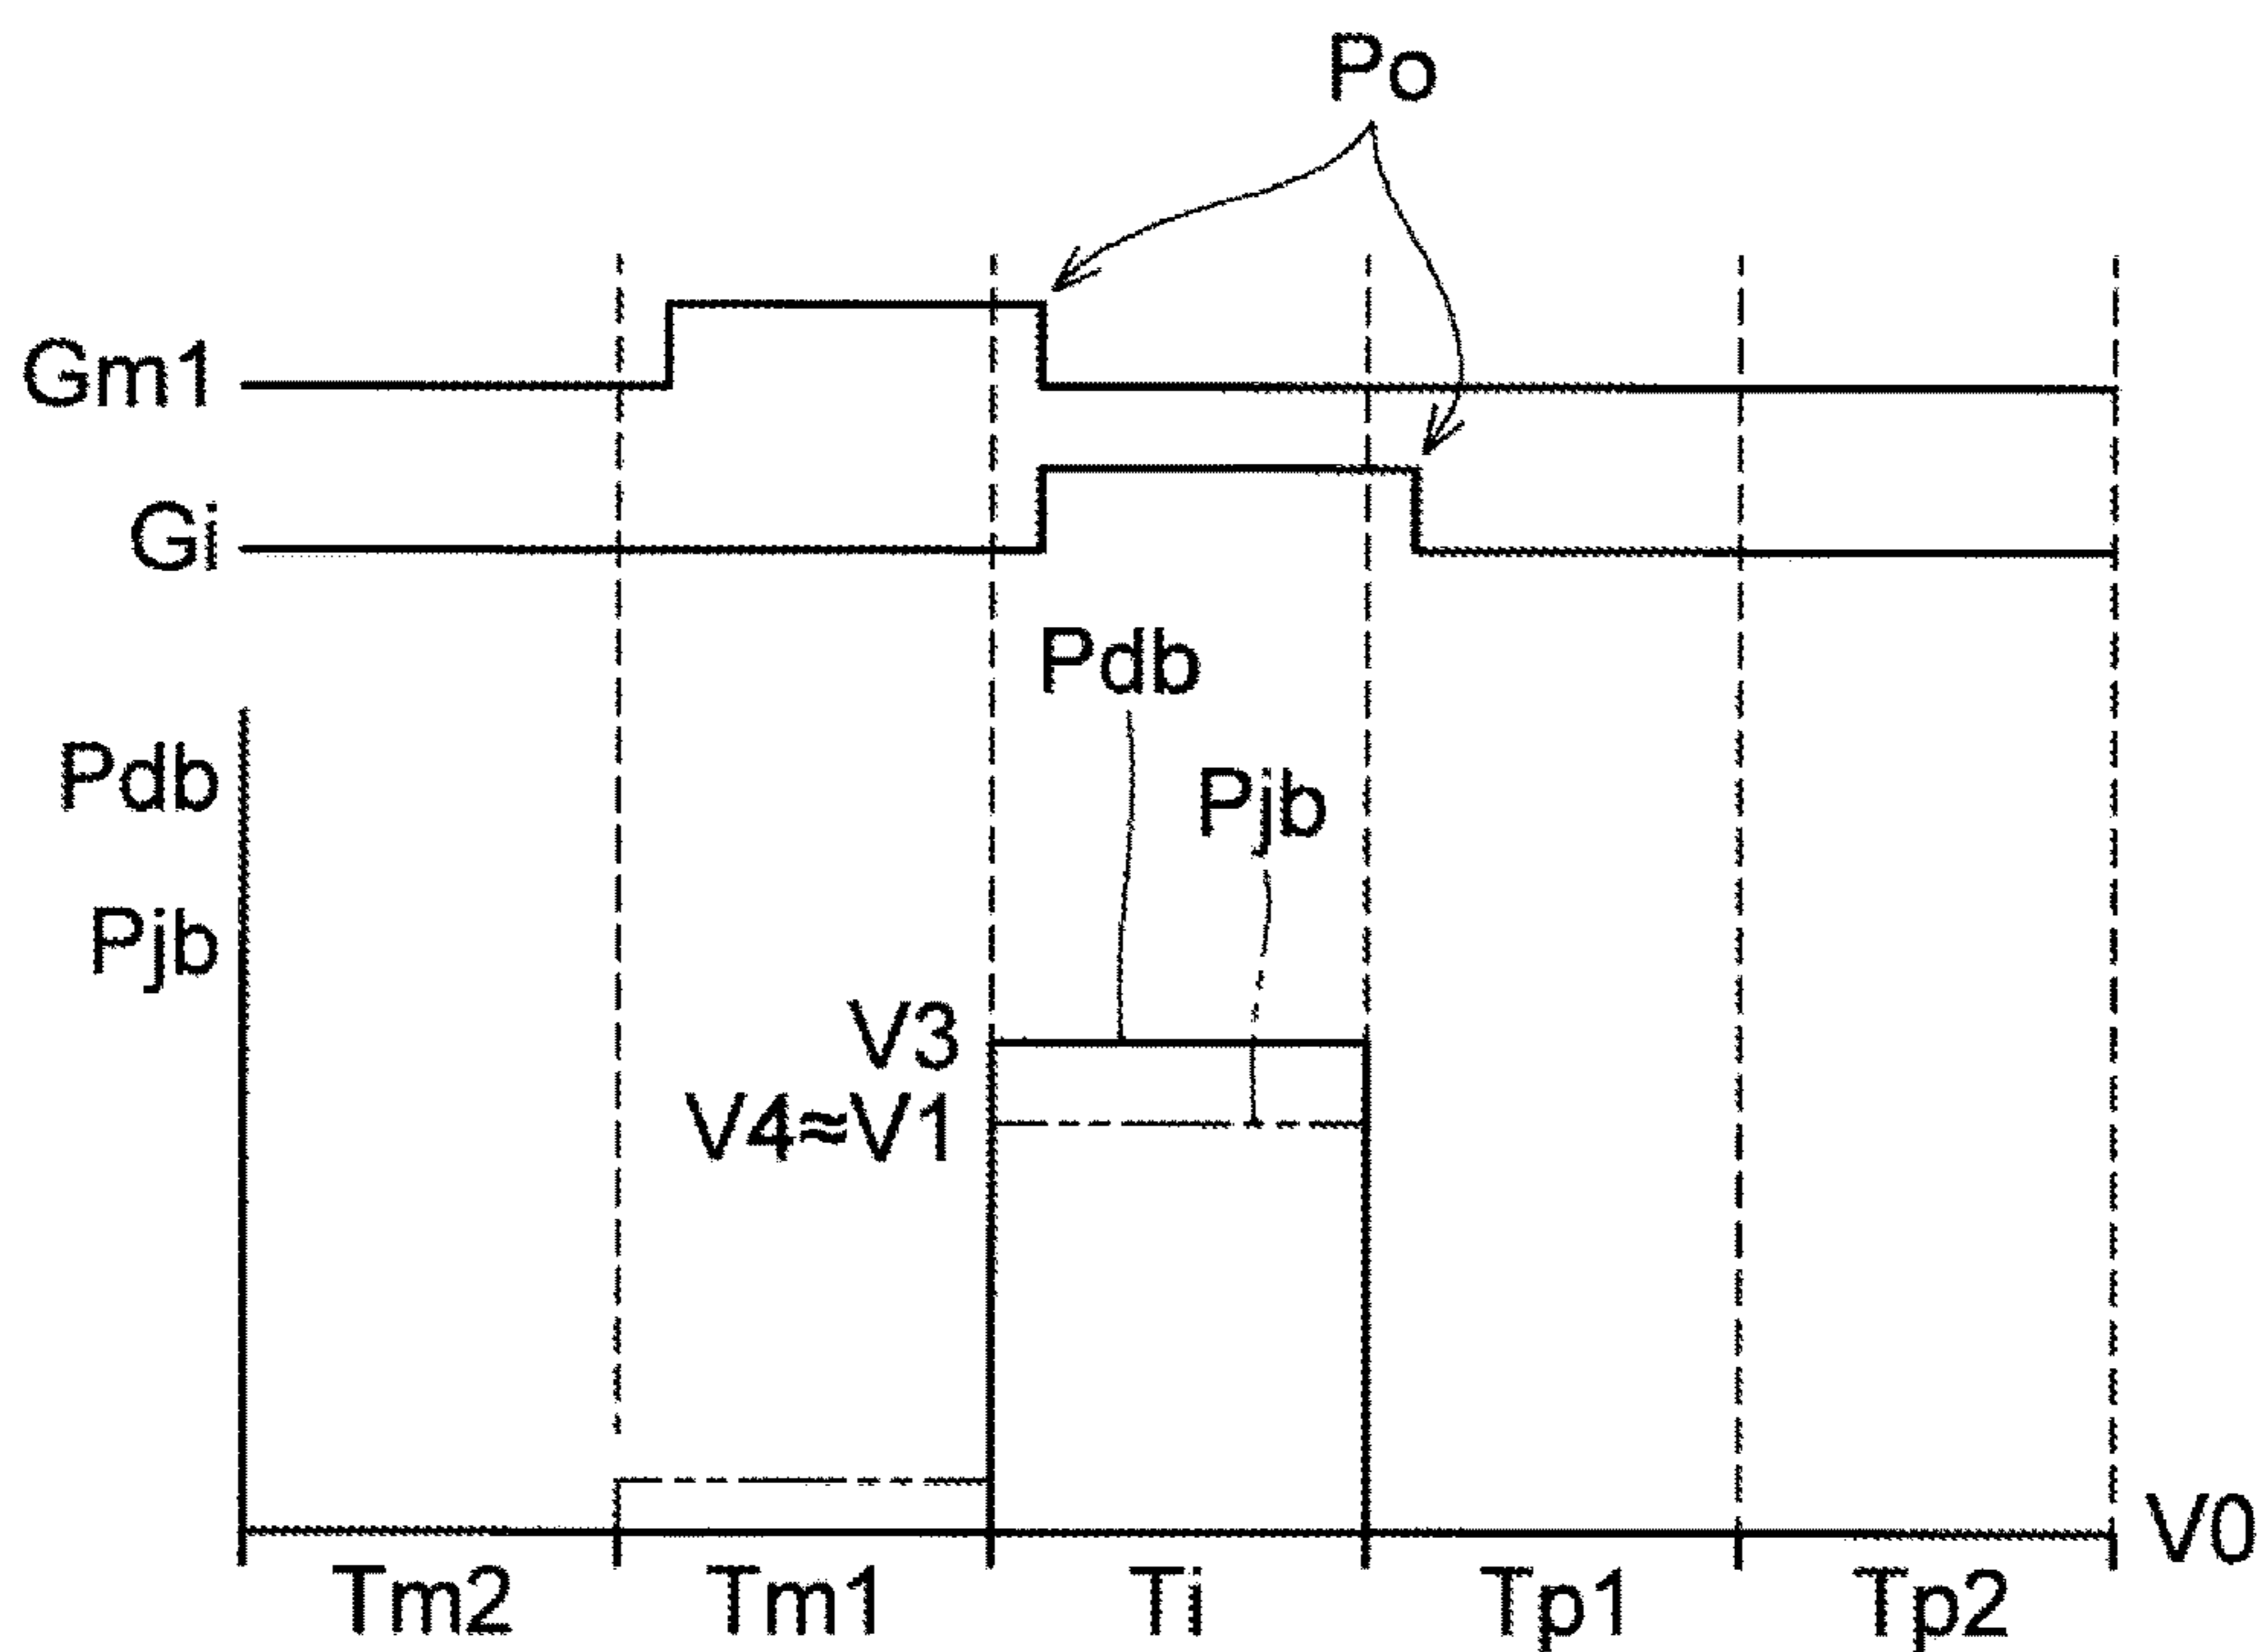 Po
Gm1
Gi
Pdb
Pdb
Pjb
Pjb
V3
V4≈V1
V0
Tm2 Tm1 Ti Tp1 Tp2